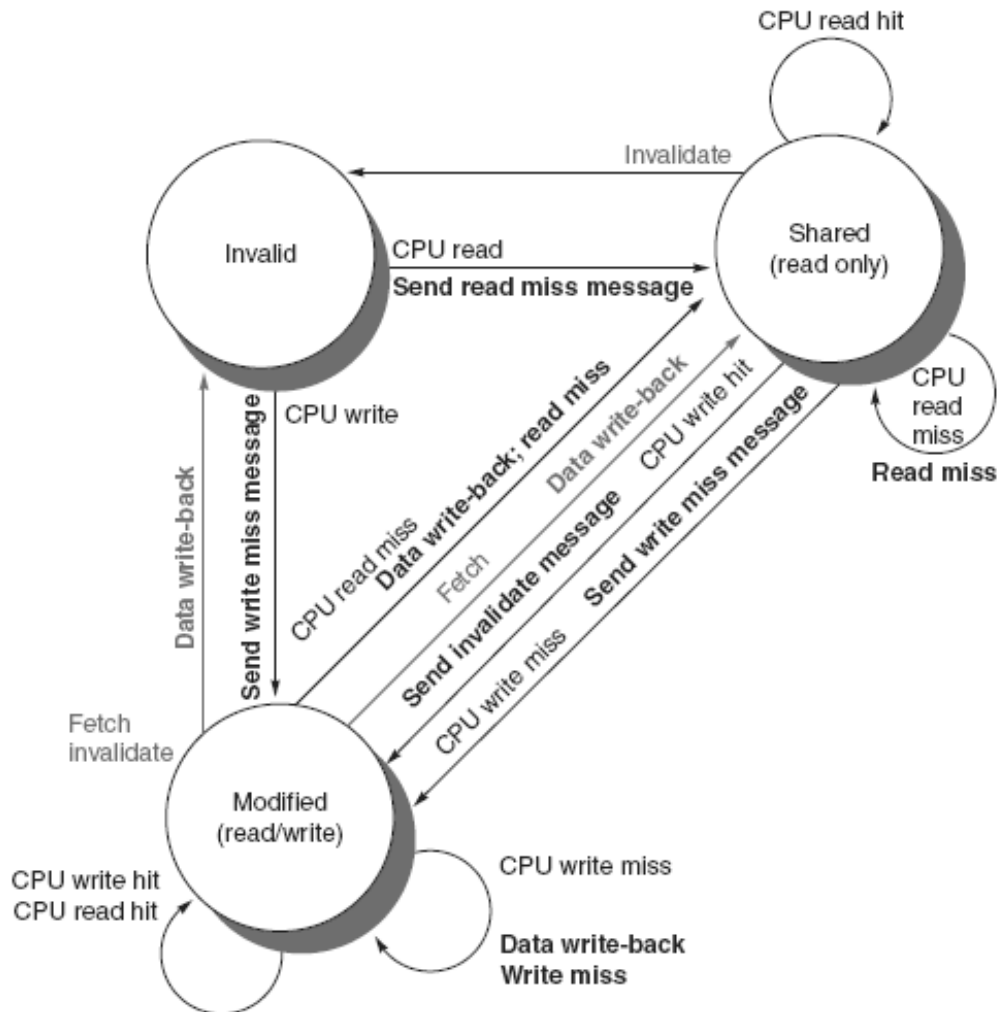 CPU read hit
Invalidate
Invalid
CPU read
Send read miss message
Shared
(read only)
CPU
read
miss
Read miss
CPU write
Send write miss message
Data write-back
Fetch
invalidate
CPU read miss
Data write-back; read miss
Fetch
Data write-back
Send invalidate message
CPU write hit
CPU write miss
Send write miss message
Modified
(read/write)
CPU write hit
CPU read hit
CPU write miss
Data write-back
Write miss